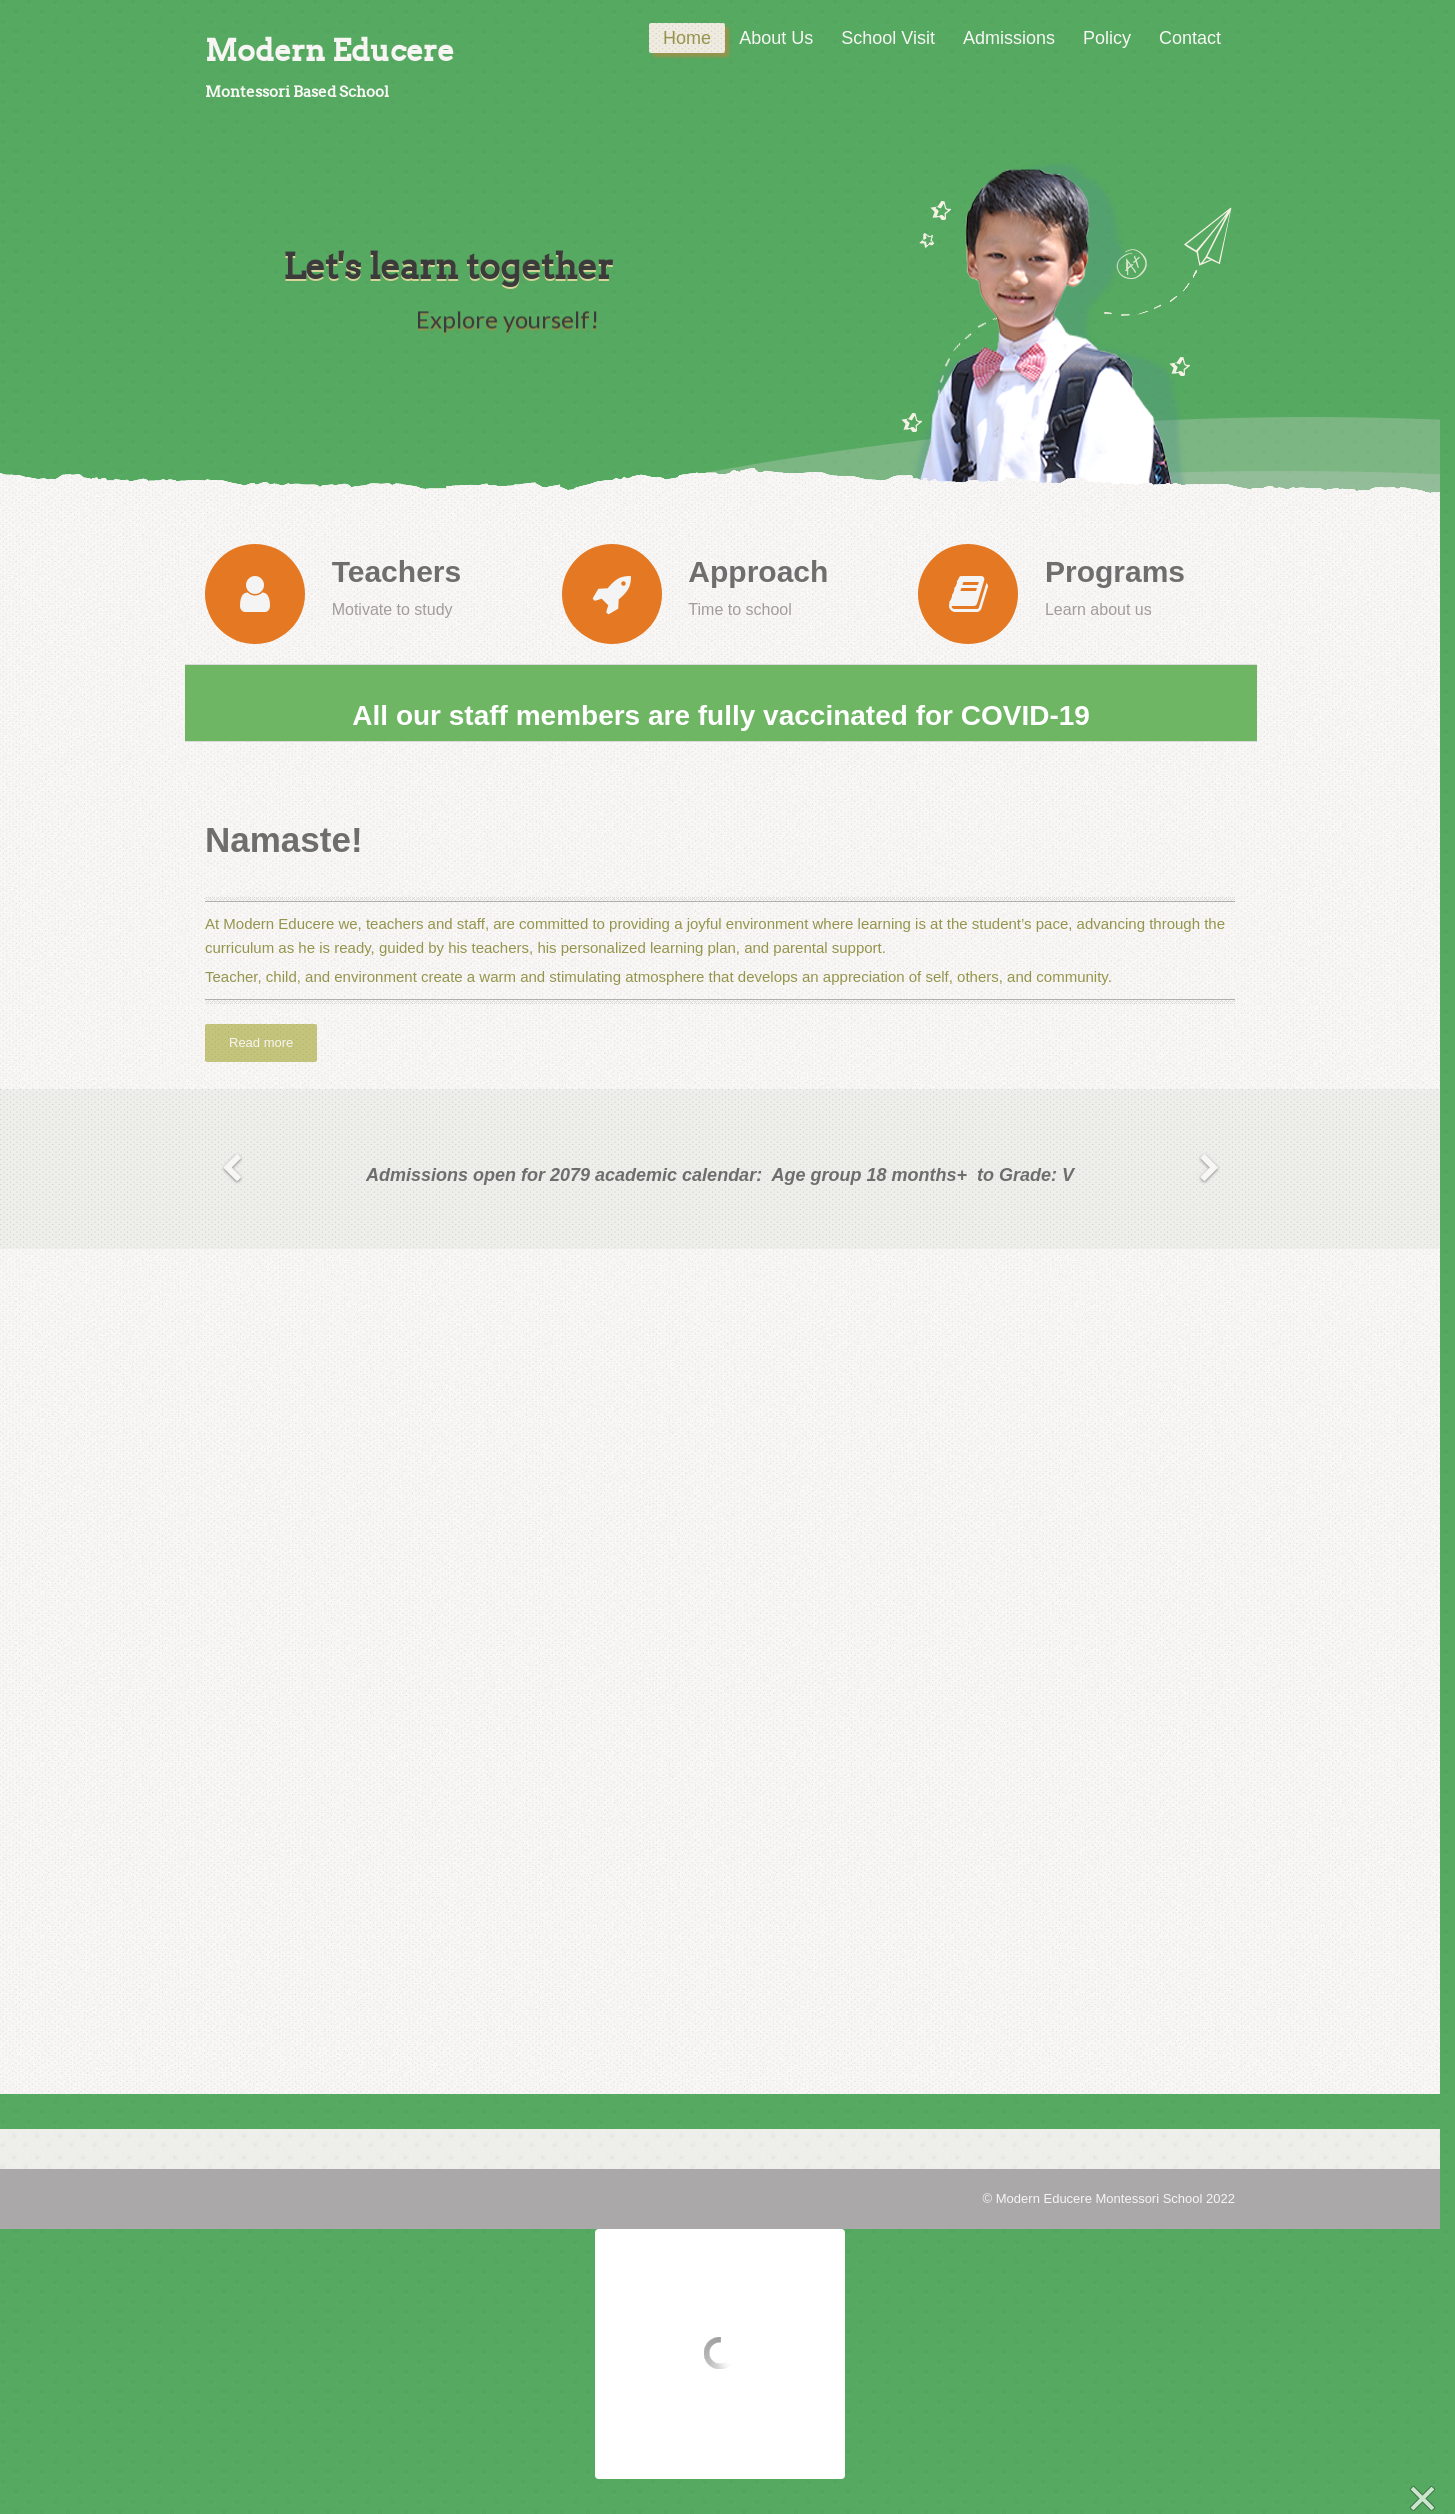 Modern Educere
Montessori Based School
Home About Us School Visit Admissions Policy Contact
A+
Let's learn together
Explore yourself!
Teachers
Motivate to study
Approach
Time to school
Programs
Learn about us
All our staff members are fully vaccinated for COVID-19
Namaste!
At Modern Educere we, teachers and staff, are committed to providing a joyful environment where learning is at the student’s pace, advancing through the
curriculum as he is ready, guided by his teachers, his personalized learning plan, and parental support.
Teacher, child, and environment create a warm and stimulating atmosphere that develops an appreciation of self, others, and community.
Read more
Admissions open for 2079 academic calendar:  Age group 18 months+  to Grade: V
© Modern Educere Montessori School 2022